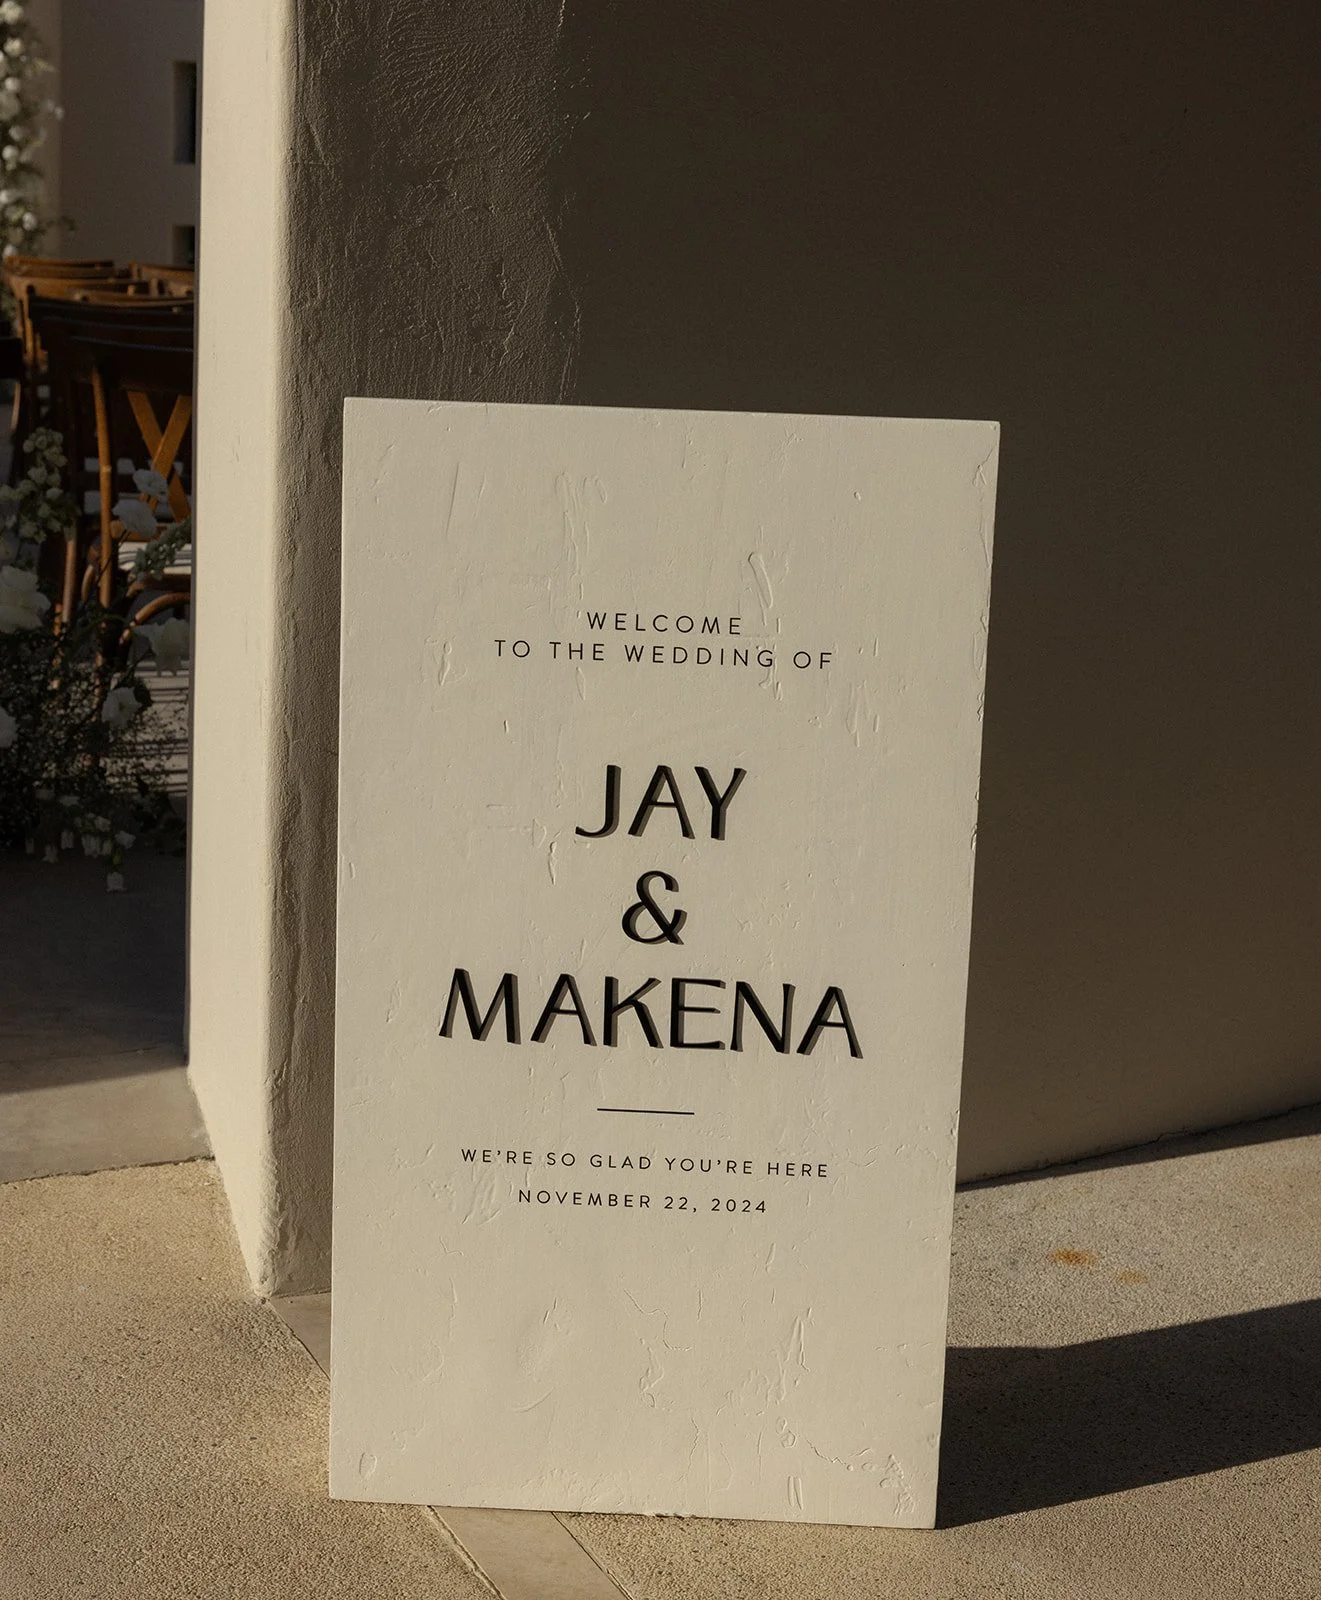 WELCOME
TO THE WEDDING OF
JAY
&
MAKENA
WE'RE SO GLAD YOU'RE HERE
NOVEMBER 22, 2024